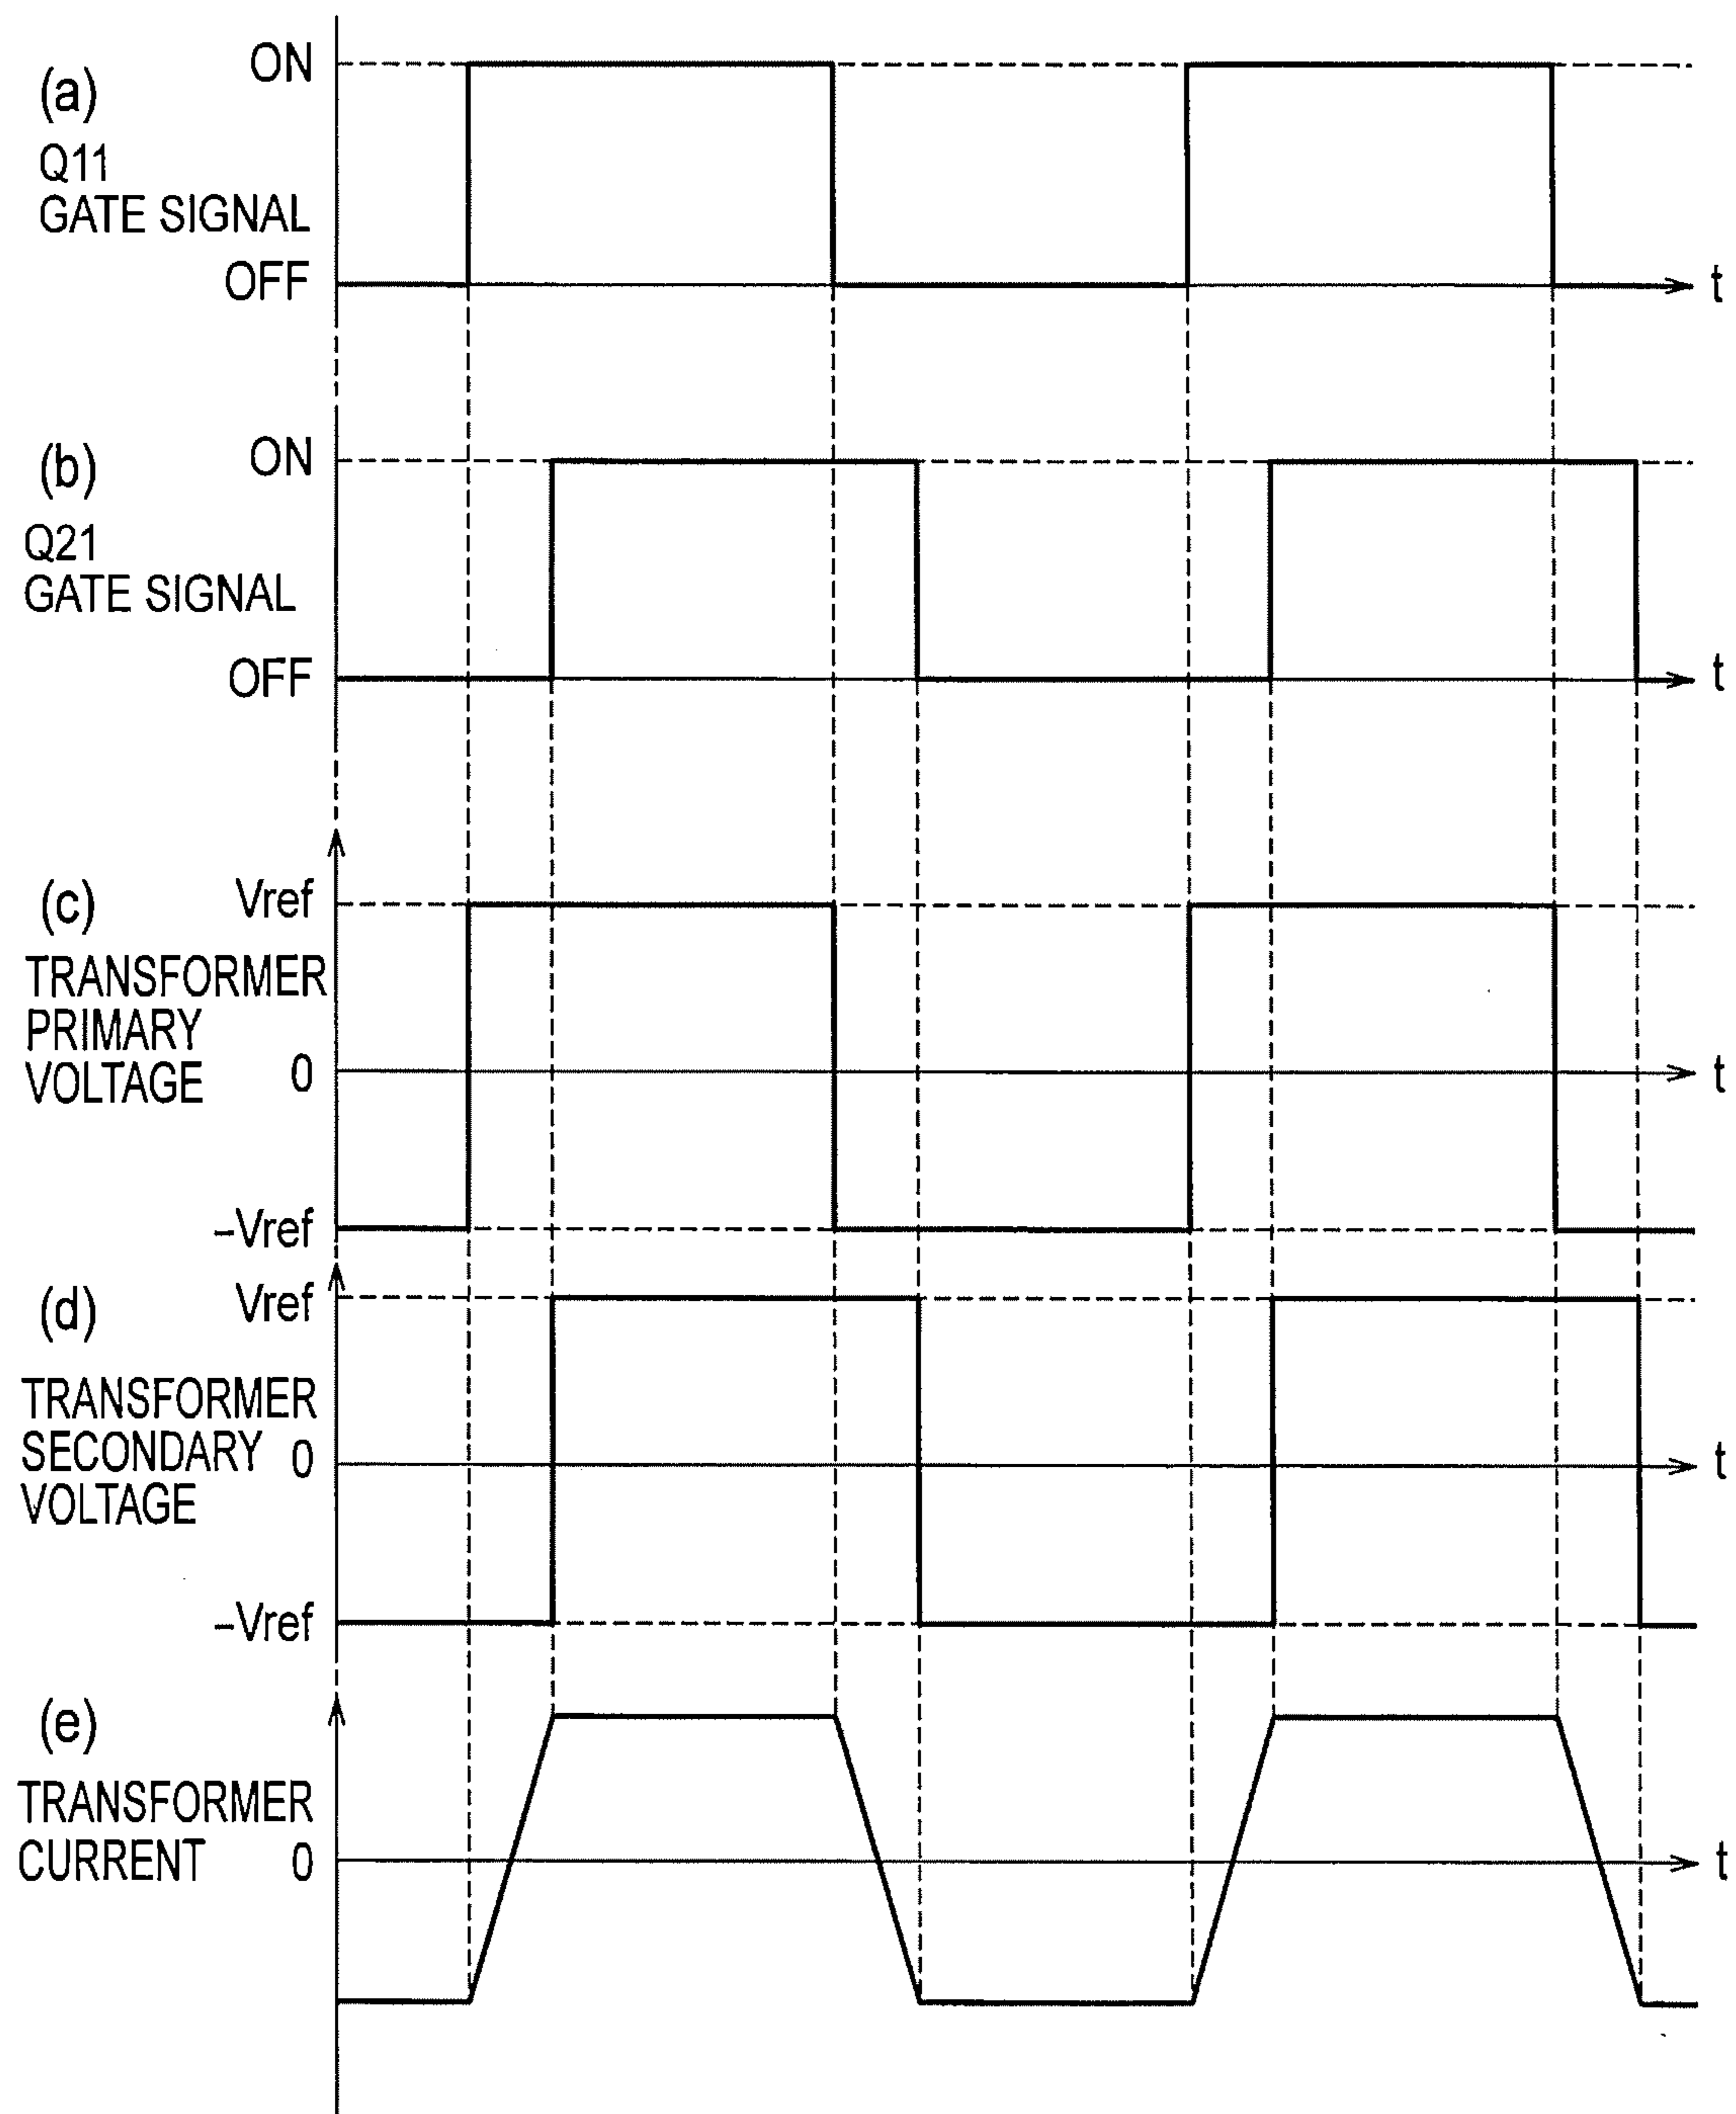 (a)
Q11
GATE SIGNAL
ON
OFF
t
(b)
Q21
GATE SIGNAL
ON
OFF
t
(c)
TRANSFORMER
PRIMARY
VOLTAGE
Vref
0
–Vref
t
(d)
TRANSFORMER
SECONDARY
VOLTAGE
Vref
0
–Vref
t
(e)
TRANSFORMER
CURRENT
0
t